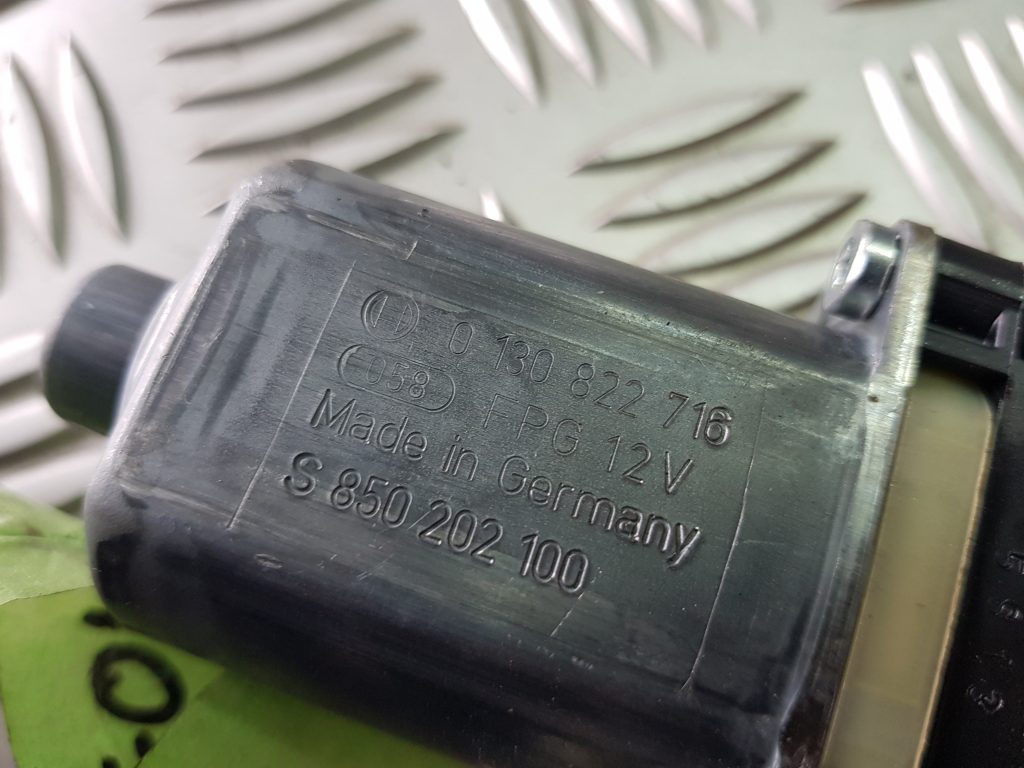 0 130 822 716
058 FPG 12V
Made in Germany
S 850 202 100